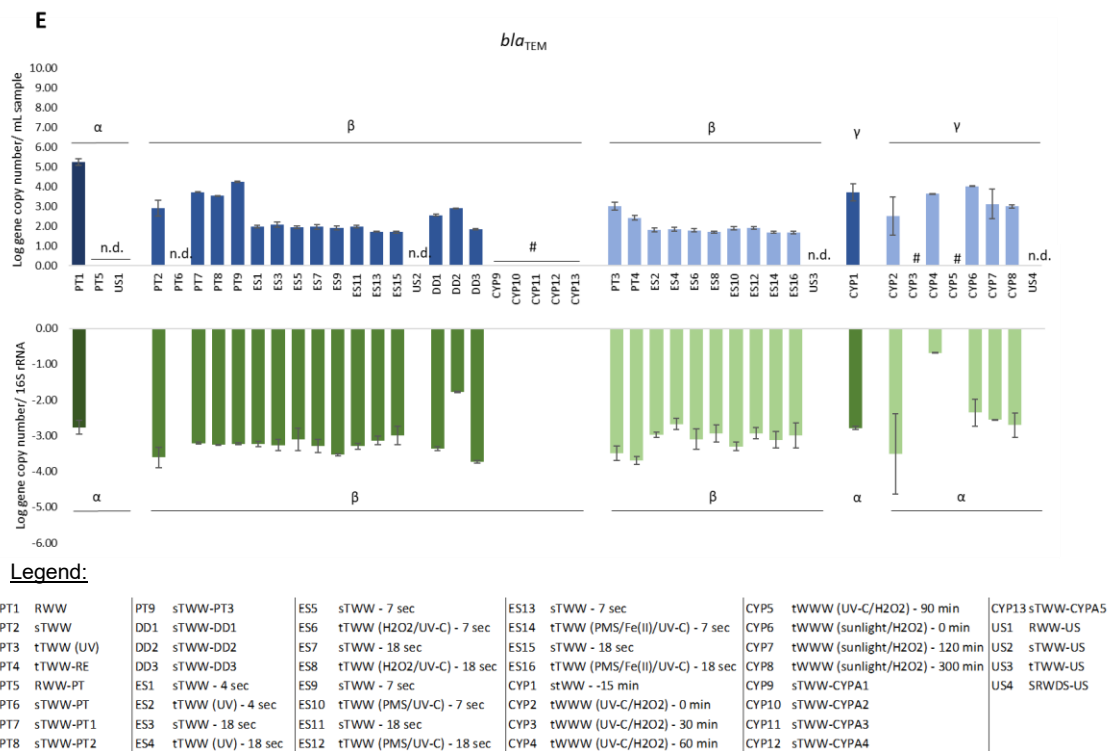 E
blaTEM
Log gene copy number/ mL sample
10.00
9.00
8.00
7.00
6.00
5.00
4.00
3.00
2.00
1.00
0.00
α
β
β
γ
γ
n.d.
n.d.
n.d.
#
n.d.
#
#
n.d.
PT1
PT5
US1
PT2
PT6
PT7
PT8
PT9
ES1
ES3
ES5
ES7
ES9
ES11
ES13
ES15
US2
DD1
DD2
DD3
CYP9
CYP10
CYP11
CYP12
CYP13
PT3
PT4
ES2
ES4
ES6
ES8
ES10
ES12
ES14
ES16
US3
CYP1
CYP2
CYP3
CYP4
CYP5
CYP6
CYP7
CYP8
US4
Log gene copy number/ 16S rRNA
0.00
-1.00
-2.00
-3.00
-4.00
-5.00
-6.00
α
β
β
α
α
Legend:
PT1 RWW
PT2 sTWW
PT3 tTWW (UV)
PT4 tTWW-RE
PT5 RWW-PT
PT6 sTWW-PT
PT7 sTWW-PT1
PT8 sTWW-PT2
PT9 sTWW-PT3
DD1 sTWW-DD1
DD2 sTWW-DD2
DD3 sTWW-DD3
ES1 sTWW - 4 sec
ES2 tTWW (UV) - 4 sec
ES3 sTWW - 18 sec
ES4 tTWW (UV) - 18 sec
ES5 sTWW - 7 sec
ES6 tTWW (H2O2/UV-C) - 7 sec
ES7 sTWW - 18 sec
ES8 tTWW (H2O2/UV-C) - 18 sec
ES9 sTWW - 7 sec
ES10 tTWW (PMS/UV-C) - 7 sec
ES11 sTWW - 18 sec
ES12 tTWW (PMS/UV-C) - 18 sec
ES13 sTWW - 7 sec
ES14 tTWW (PMS/Fe(II)/UV-C) - 7 sec
ES15 sTWW - 18 sec
ES16 tTWW (PMS/Fe(II)/UV-C) - 18 sec
CYP1 stWW - -15 min
CYP2 tWWW (UV-C/H2O2) - 0 min
CYP3 tWWW (UV-C/H2O2) - 30 min
CYP4 tWWW (UV-C/H2O2) - 60 min
CYP5 tWWW (UV-C/H2O2) - 90 min
CYP6 tWWW (sunlight/H2O2) - 0 min
CYP7 tWWW (sunlight/H2O2) - 120 min
CYP8 tWWW (sunlight/H2O2) - 300 min
CYP9 sTWW-CYPA1
CYP10 sTWW-CYPA2
CYP11 sTWW-CYPA3
CYP12 sTWW-CYPA4
CYP13 sTWW-CYPA5
US1 RWW-US
US2 sTWW-US
US3 tTWW-US
US4 SRWDS-US